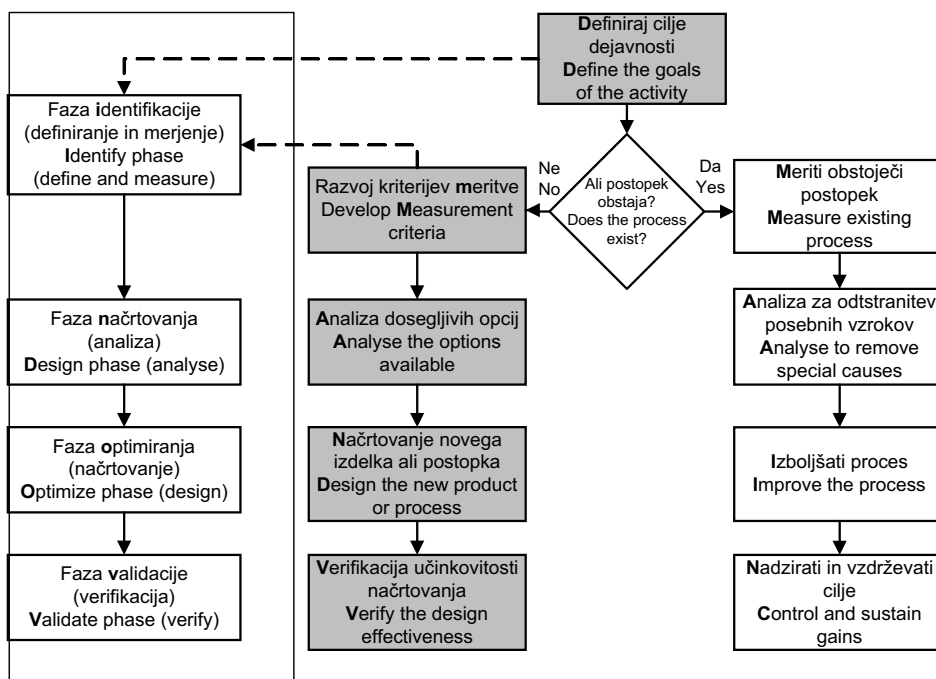 Definiraj cilje
dejavnosti
Define the goals
of the activity
Faza identifikacije
(definiranje in merjenje)
Identify phase
(define and measure)
Ne
No
Da
Yes
Ali postopek
obstaja?
Does the process
exist?
Razvoj kriterijev meritve
Develop Measurement
criteria
Meriti obstoječi
postopek
Measure existing
process
Faza načrtovanja
(analiza)
Design phase (analyse)
Analiza dosegljivih opcij
Analyse the options
available
Analiza za odtstranitev
posebnih vzrokov
Analyse to remove
special causes
Faza optimiranja
(načrtovanje)
Optimize phase (design)
Načrtovanje novega
izdelka ali postopka
Design the new product
or process
Izboljšati proces
Improve the process
Faza validacije
(verifikacija)
Validate phase (verify)
Verifikacija učinkovitosti
načrtovanja
Verify the design
effectiveness
Nadzirati in vzdrževati
cilje
Control and sustain
gains